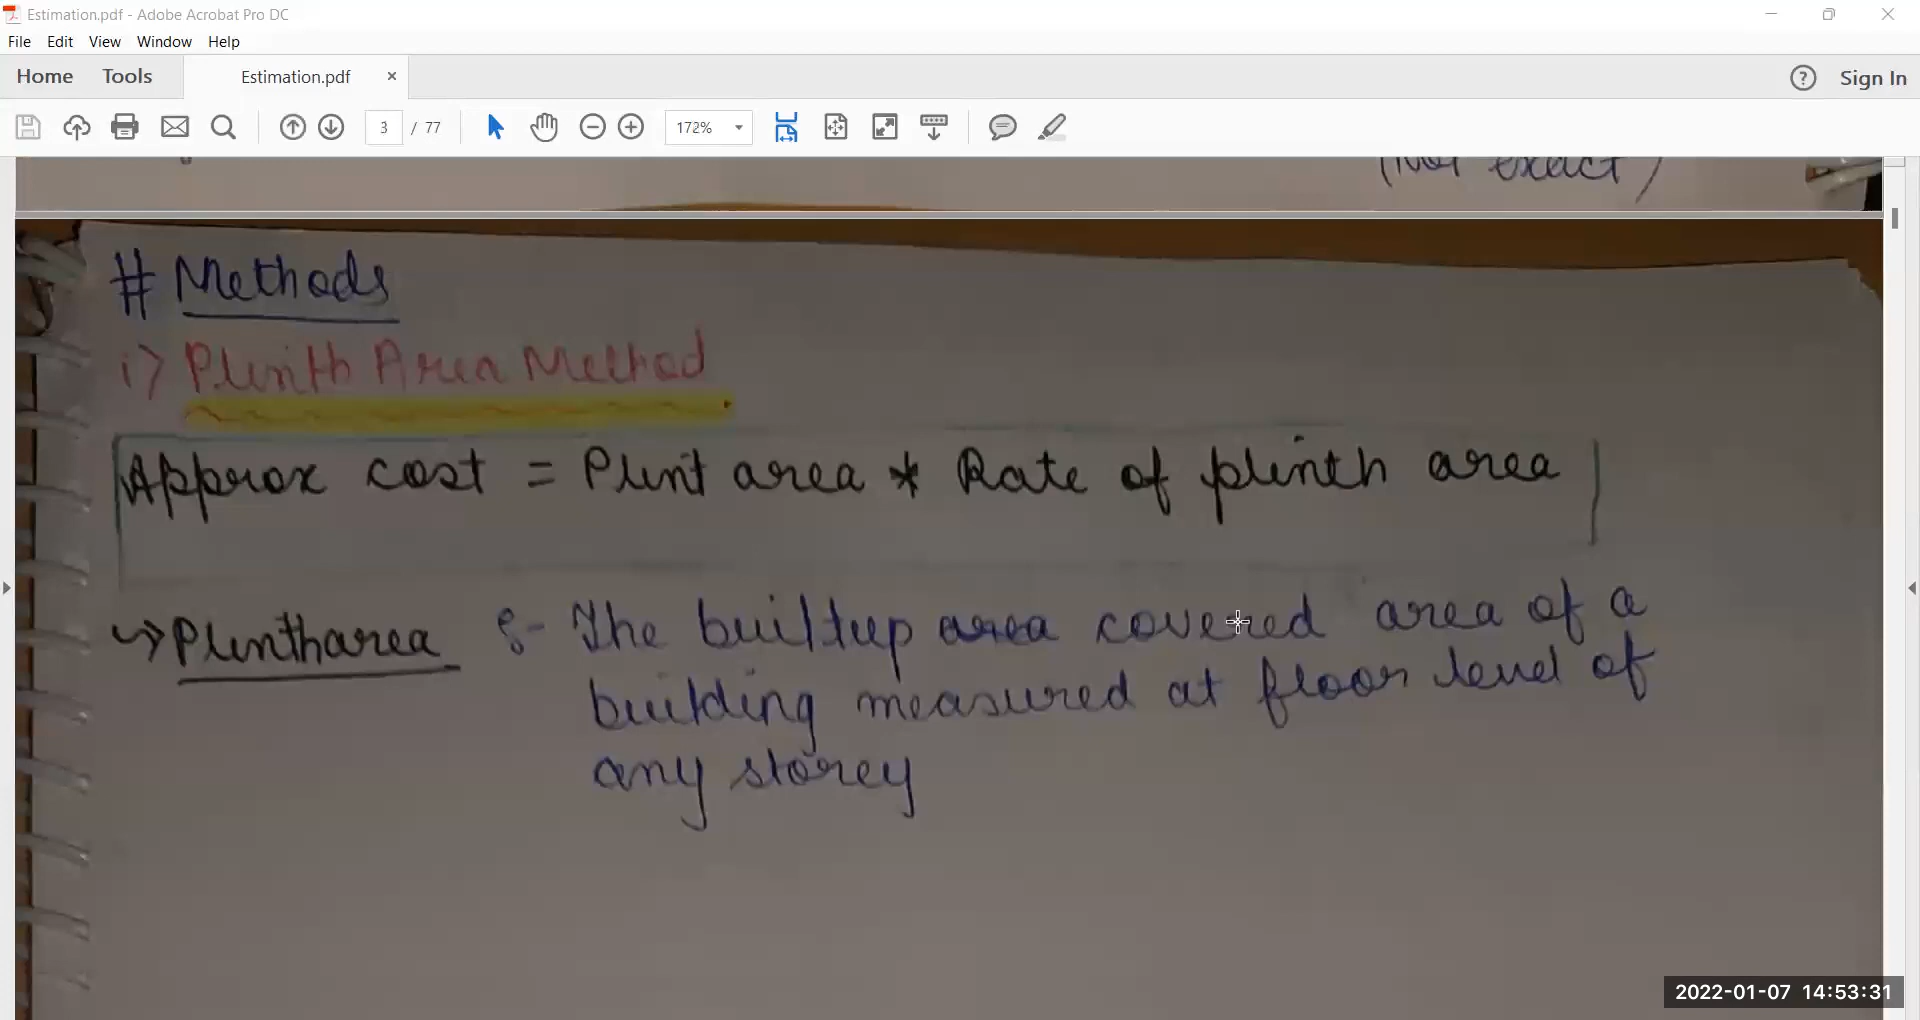 Estimation.pdf - Adobe Acrobat Pro DC
File Edit View Window Help
Home Tools Estimation.pdf × ? Sign In
3 / 77 172%
(Not exact)
# Methods
i) Plinth Area Method
Approx cost = Plint area * Rate of plinth area
→ Plintharea :- The builtup area covered area of a
building measured at floor level of
any storey
2022-01-07 14:53:31